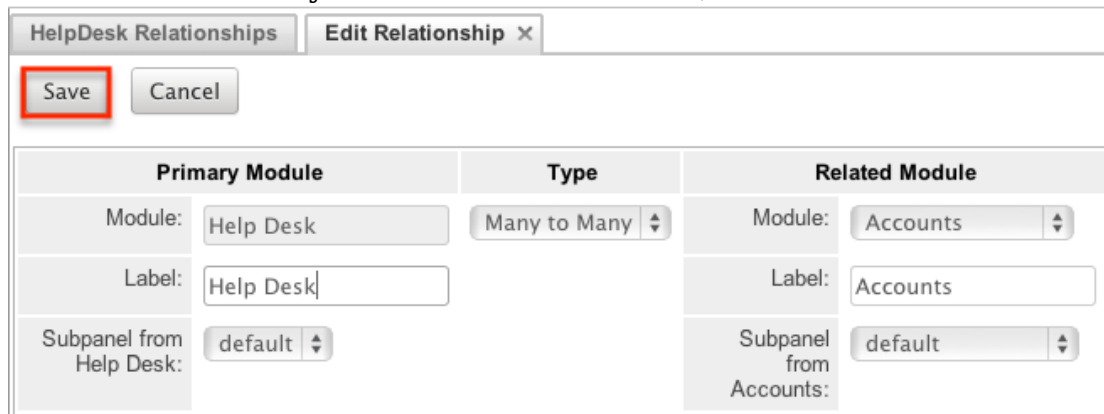 HelpDesk Relationships Edit Relationship ×
Save Cancel
Primary Module Type Related Module
Module: Help Desk Many to Many Module: Accounts
Label: Help Desk Label: Accounts
Subpanel from Help Desk: default Subpanel from Accounts: default